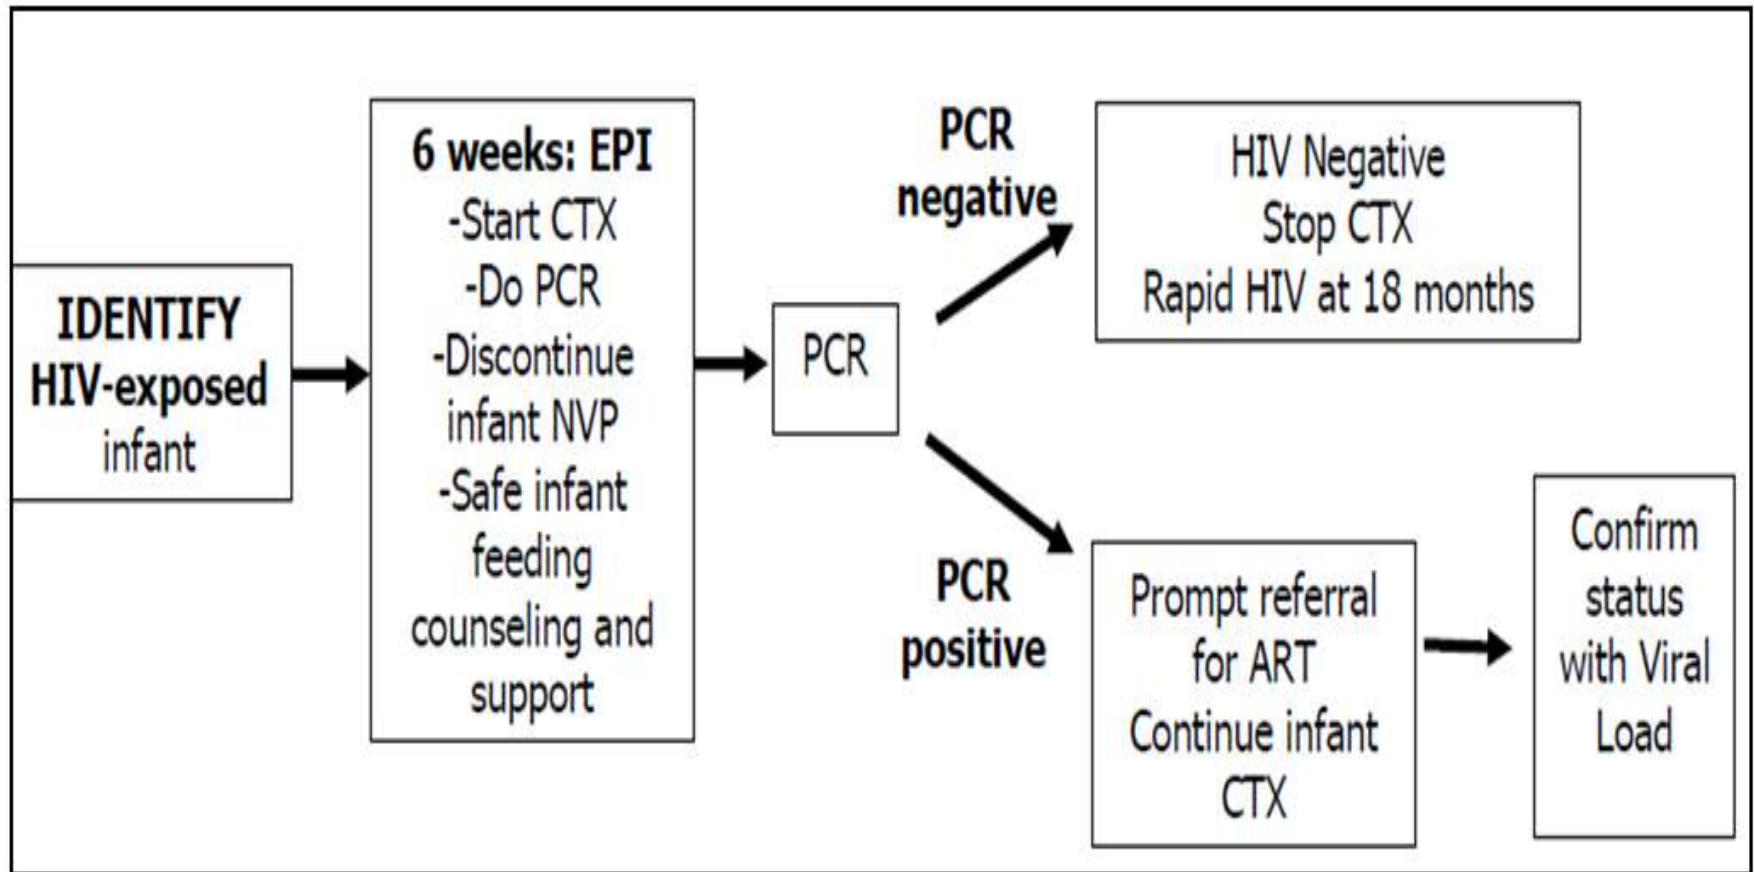 IDENTIFY
HIV-exposed
infant
6 weeks: EPI
-Start CTX
-Do PCR
-Discontinue
infant NVP
-Safe infant
feeding
counseling and
support
PCR
PCR
negative
HIV Negative
Stop CTX
Rapid HIV at 18 months
PCR
positive
Prompt referral
for ART
Continue infant
CTX
Confirm
status
with Viral
Load